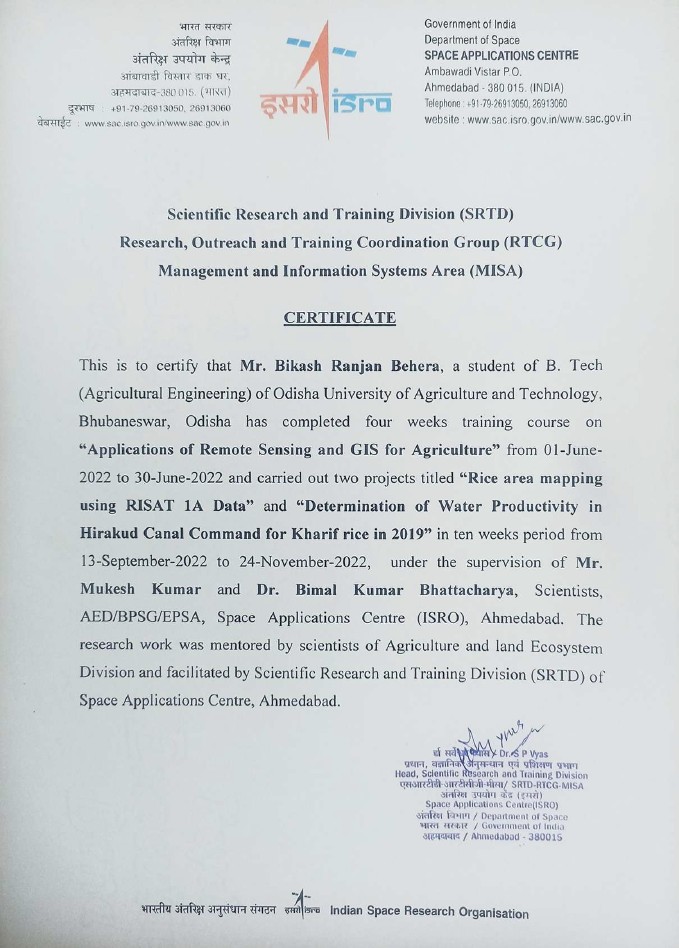 भारत सरकार
अंतरिक्ष विभाग
अंतरिक्ष उपयोग केन्द्र
आंबावाडी विस्तार डाक घर,
अहमदाबाद-380 015. (भारत)
दूरभाष : +91-79-26913050, 26913060
वेबसाईट : www.sac.isro.gov.in/www.sac.gov.in
इसरो isro
Government of India
Department of Space
SPACE APPLICATIONS CENTRE
Ambawadi Vistar P.O.
Ahmedabad - 380 015. (INDIA)
Telephone : +91-79-26913050, 26913060
website : www.sac.isro.gov.in/www.sac.gov.in
Scientific Research and Training Division (SRTD)
Research, Outreach and Training Coordination Group (RTCG)
Management and Information Systems Area (MISA)
CERTIFICATE
This is to certify that Mr. Bikash Ranjan Behera, a student of B. Tech
(Agricultural Engineering) of Odisha University of Agriculture and Technology,
Bhubaneswar, Odisha has completed four weeks training course on
“Applications of Remote Sensing and GIS for Agriculture” from 01-June-
2022 to 30-June-2022 and carried out two projects titled “Rice area mapping
using RISAT 1A Data” and “Determination of Water Productivity in
Hirakud Canal Command for Kharif rice in 2019” in ten weeks period from
13-September-2022 to 24-November-2022, under the supervision of Mr.
Mukesh Kumar and Dr. Bimal Kumar Bhattacharya, Scientists,
AED/BPSG/EPSA, Space Applications Centre (ISRO), Ahmedabad. The
research work was mentored by scientists of Agriculture and land Ecosystem
Division and facilitated by Scientific Research and Training Division (SRTD) of
Space Applications Centre, Ahmedabad.
डॉ Dr. S P Vyas
प्रधान, वैज्ञानिक अनुसन्धान एवं प्रशिक्षण प्रभाग
Head, Scientific Research and Training Division
एसआरटीडी-आरटीसीजी-मीसा/ SRTD-RTCG-MISA
अंतरिक्ष उपयोग केंद्र (इसरो)
Space Applications Centre(ISRO)
अंतरिक्ष विभाग / Department of Space
भारत सरकार / Government of India
अहमदाबाद / Ahmedabad - 380015
भारतीय अंतरिक्ष अनुसंधान संगठन इसरो isro Indian Space Research Organisation